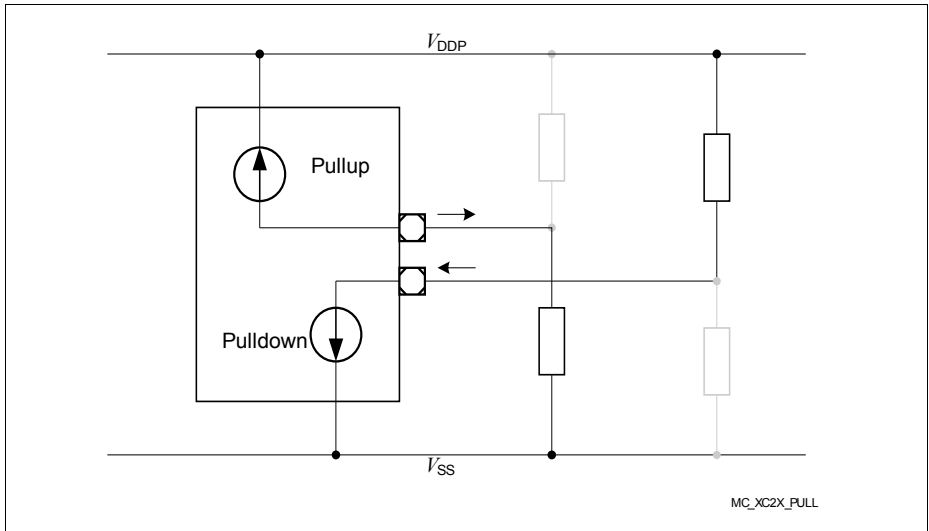 VDDP
Pullup
Pulldown
VSS
MC_XC2X_PULL